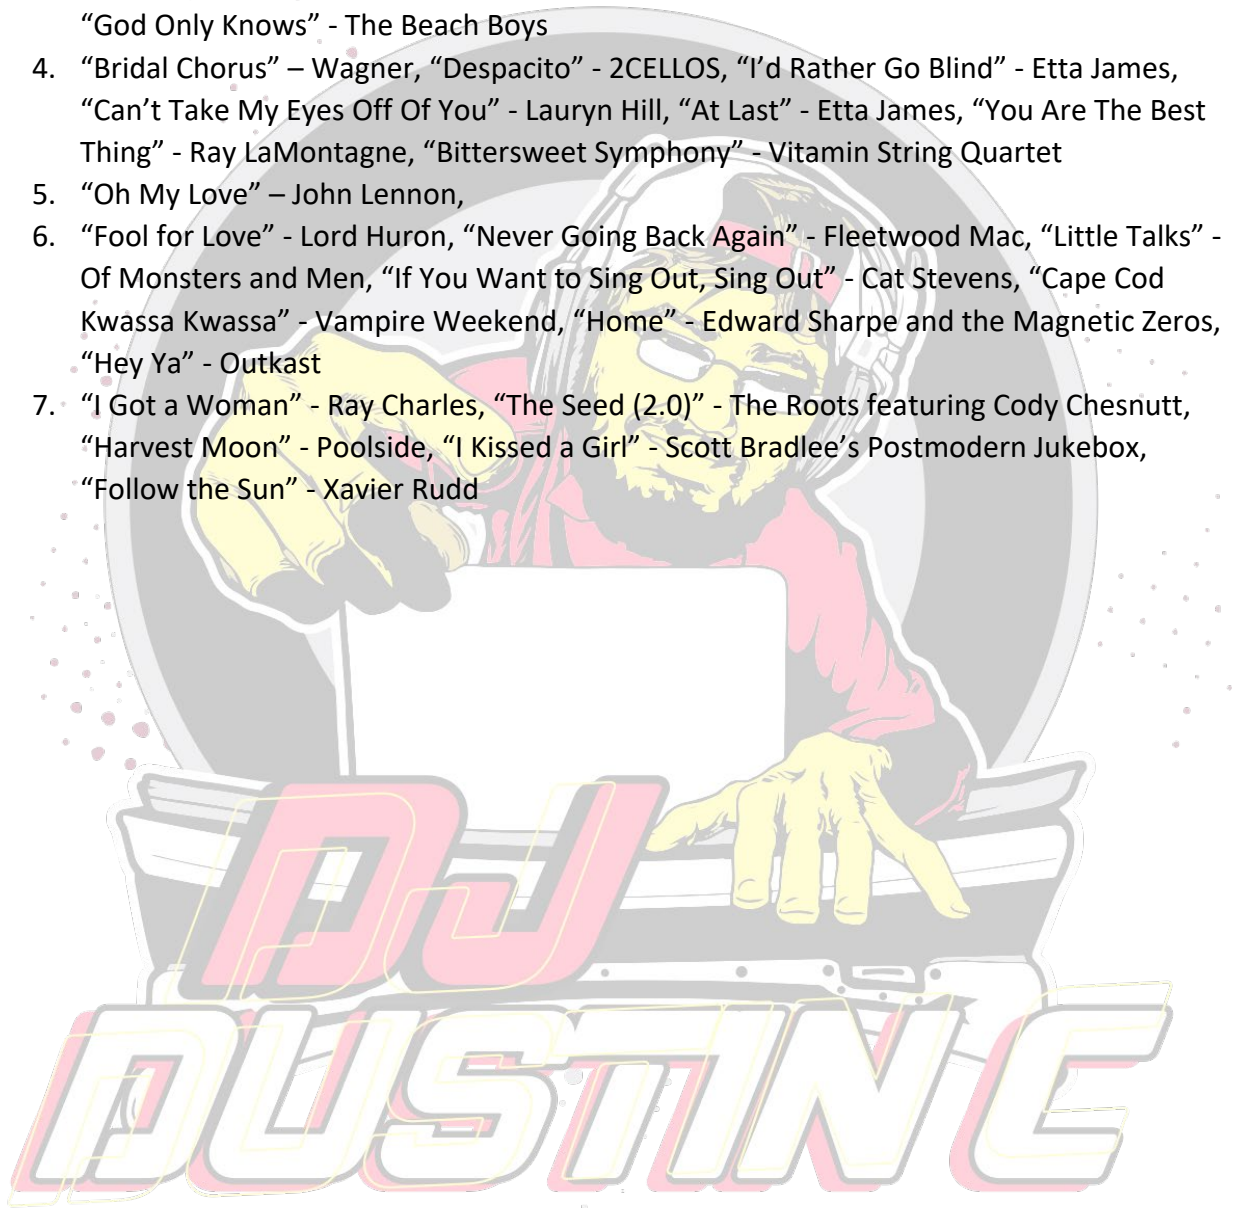 “God Only Knows” - The Beach Boys
4. “Bridal Chorus” – Wagner, “Despacito” - 2CELLOS, “I’d Rather Go Blind” - Etta James,
“Can’t Take My Eyes Off Of You” - Lauryn Hill, “At Last” - Etta James, “You Are The Best
Thing” - Ray LaMontagne, “Bittersweet Symphony” - Vitamin String Quartet
5. “Oh My Love” – John Lennon,
6. “Fool for Love” - Lord Huron, “Never Going Back Again” - Fleetwood Mac, “Little Talks” -
Of Monsters and Men, “If You Want to Sing Out, Sing Out” - Cat Stevens, “Cape Cod
Kwassa Kwassa” - Vampire Weekend, “Home” - Edward Sharpe and the Magnetic Zeros,
“Hey Ya” - Outkast
7. “I Got a Woman” - Ray Charles, “The Seed (2.0)” - The Roots featuring Cody Chesnutt,
“Harvest Moon” - Poolside, “I Kissed a Girl” - Scott Bradlee’s Postmodern Jukebox,
“Follow the Sun” - Xavier Rudd
DJ
DUSTIN C